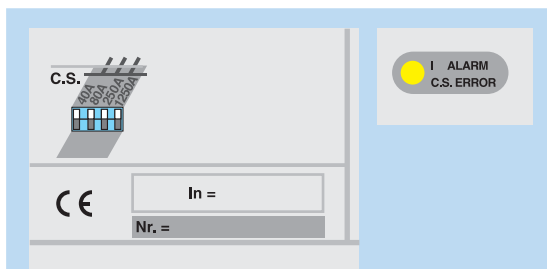 C.S.
40A
80A
250A
1250A
CE
In =
Nr. =
I ALARM
C.S. ERROR